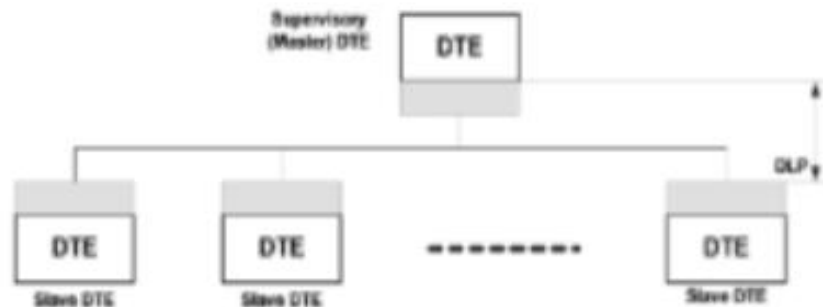 Supervisory
(Master) DTE
DTE
DLP
DTE
DTE
DTE
Slave DTE
Slave DTE
Slave DTE